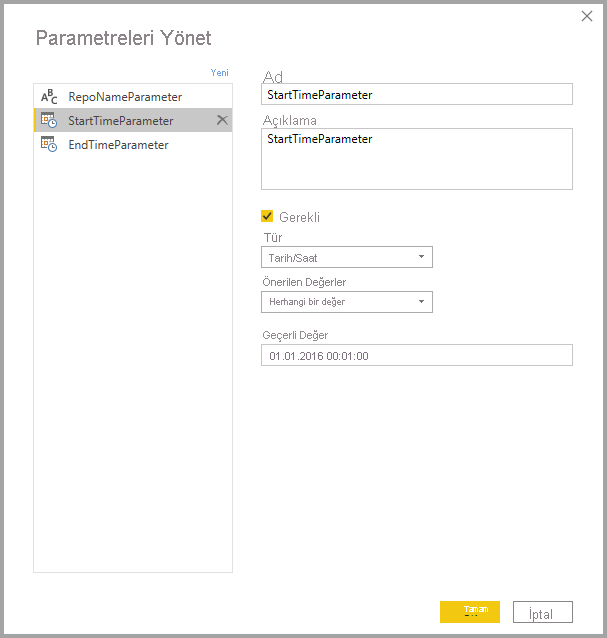 Parametreleri Yönet
Yeni
ABC RepoNameParameter
StartTimeParameter
EndTimeParameter
Ad
StartTimeParameter
Açıklama
StartTimeParameter
Gerekli
Tür
Tarih/Saat
Önerilen Değerler
Herhangi bir değer
Geçerli Değer
01.01.2016 00:01:00
Tamam
İptal